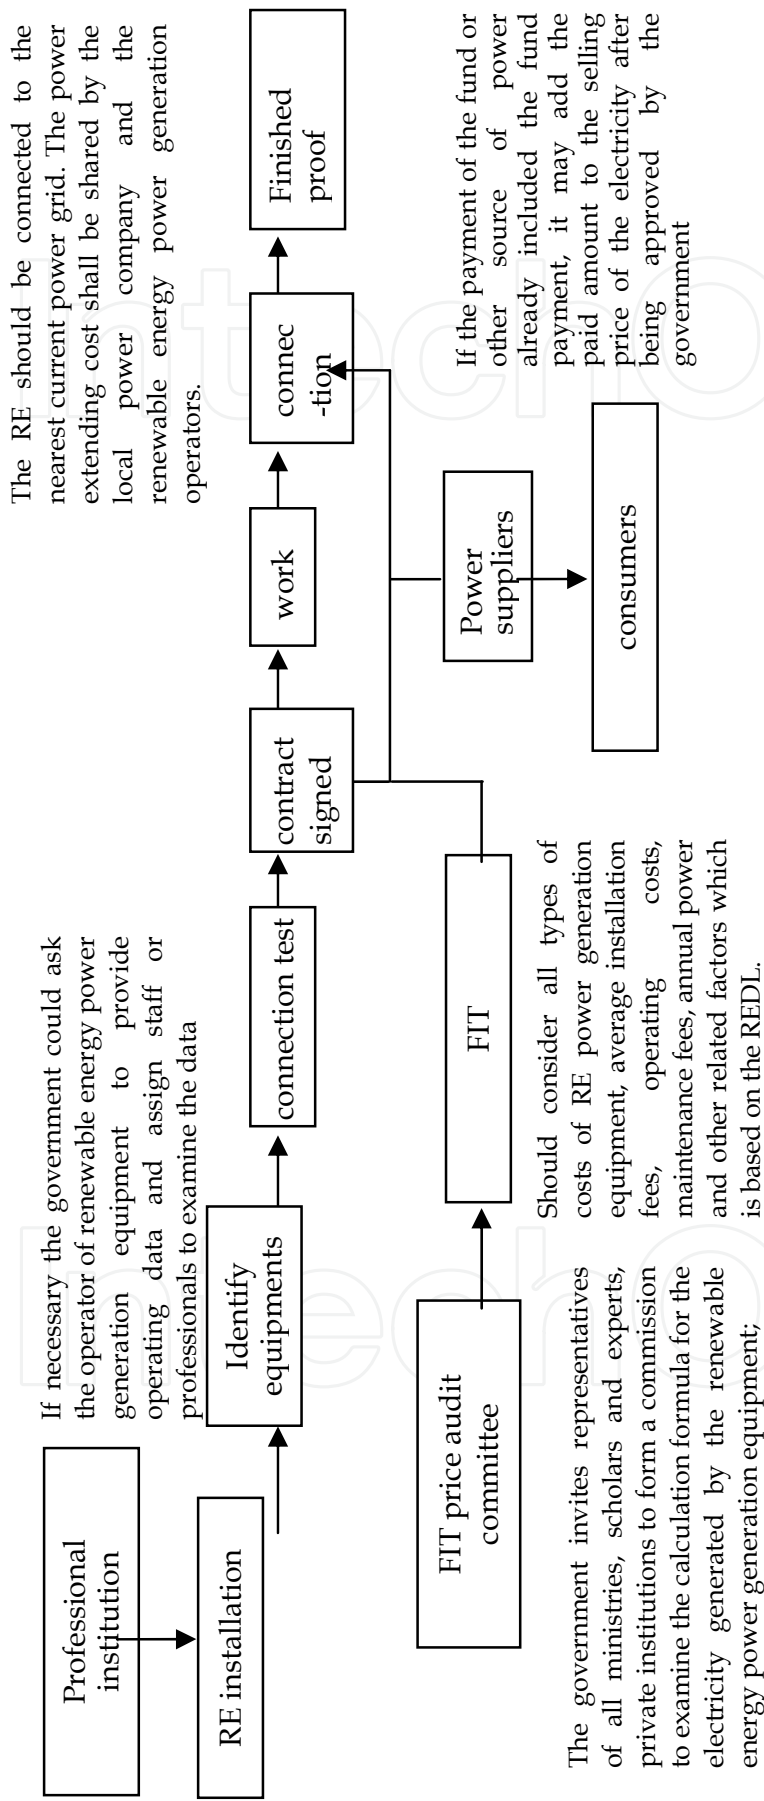 If necessary the government could ask
the operator of renewable energy power
generation equipment to provide
operating data and assign staff or
professionals to examine the data
The RE should be connected to the
nearest current power grid. The power
extending cost shall be shared by the
local power company and the
renewable energy power generation
operators.
Professional
institution
RE installation
Identify
equipments
connection test
contract
signed
work
connec
-tion
Finished
proof
FIT price audit
committee
FIT
Power
suppliers
consumers
The government invites representatives
of all ministries, scholars and experts,
private institutions to form a commission
to examine the calculation formula for the
electricity generated by the renewable
energy power generation equipment;
Should consider all types of
costs of RE power generation
equipment, average installation
fees, operating costs,
maintenance fees, annual power
and other related factors which
is based on the REDL.
If the payment of the fund or
other source of power
already included the fund
payment, it may add the
paid amount to the selling
price of the electricity after
being approved by the
government
IntechO
IntechO